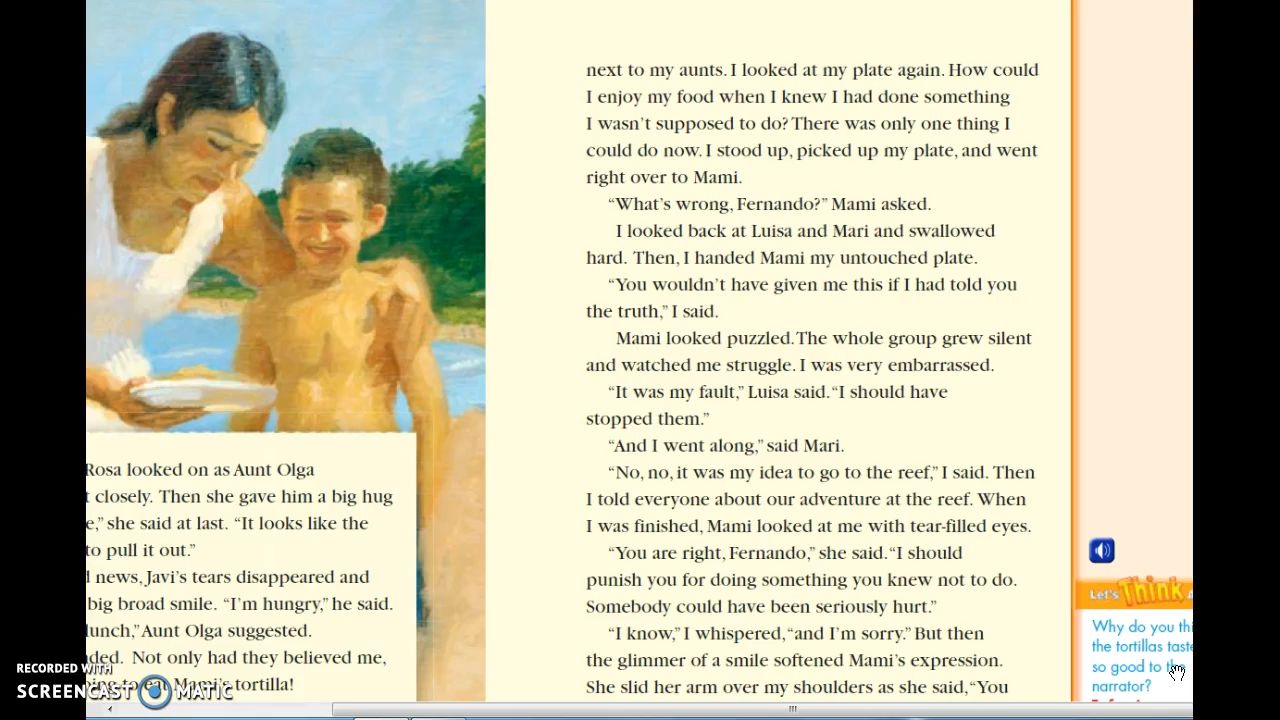 Rosa looked on as Aunt Olga
t closely. Then she gave him a big hug
e,” she said at last. “It looks like the
to pull it out.”
d news, Javi’s tears disappeared and
big broad smile. “I’m hungry,” he said.
lunch,” Aunt Olga suggested.
ded. Not only had they believed me,
to eat Mami’s tortilla!
next to my aunts. I looked at my plate again. How could
I enjoy my food when I knew I had done something
I wasn’t supposed to do? There was only one thing I
could do now. I stood up, picked up my plate, and went
right over to Mami.
“What’s wrong, Fernando?” Mami asked.
I looked back at Luisa and Mari and swallowed
hard. Then, I handed Mami my untouched plate.
“You wouldn’t have given me this if I had told you
the truth,” I said.
Mami looked puzzled. The whole group grew silent
and watched me struggle. I was very embarrassed.
“It was my fault,” Luisa said. “I should have
stopped them.”
“And I went along,” said Mari.
“No, no, it was my idea to go to the reef,” I said. Then
I told everyone about our adventure at the reef. When
I was finished, Mami looked at me with tear-filled eyes.
“You are right, Fernando,” she said. “I should
punish you for doing something you knew not to do.
Somebody could have been seriously hurt.”
“I know,” I whispered, “and I’m sorry.” But then
the glimmer of a smile softened Mami’s expression.
She slid her arm over my shoulders as she said, “You
Let’s Think A
Why do you thi
the tortillas taste
so good to the
narrator?
RECORDED WITH
SCREENCAST MATIC